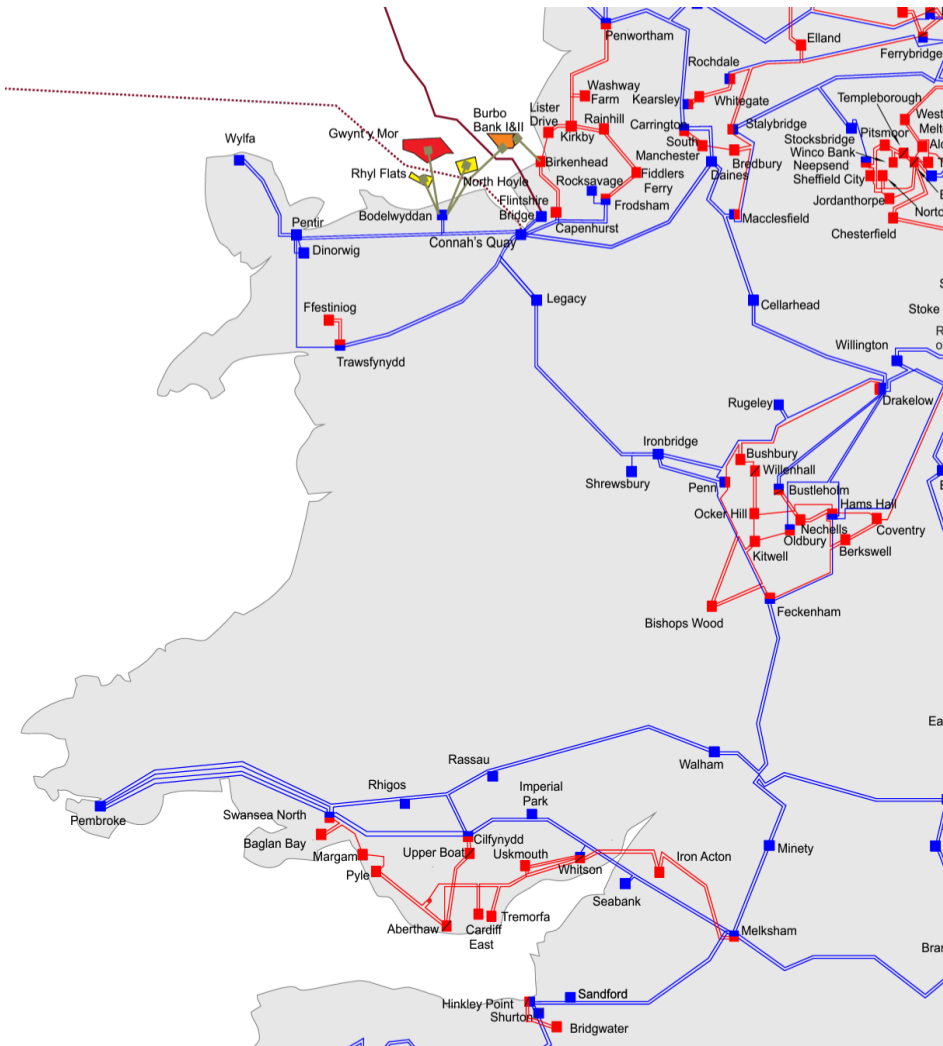 Penwortham
Elland
Ferrybridge
Rochdale
Washway
Farm
Kearsley
Whitegate
Templeborough
Burbo
Bank I&II
Lister
Drive
Rainhill
Carrington
Stalybridge
Stocksbridge
Pitsmoor
West
Melt
Wylfa
Gwynt y Mor
Kirkby
South
Manchester
Winco Bank
Neepsend
Sheffield City
Birkenhead
Bredbury
Daines
Rhyl Flats
North Hoyle
Rocksavage
Fiddlers
Ferry
Flintshire
Bridge
Frodsham
Jordanthorpe
Norto
Bodelwyddan
Macclesfield
Pentir
Capenhurst
Chesterfield
Connah's Quay
Dinorwig
Legacy
Cellarhead
Ffestiniog
Stoke
Willington
Trawsfynydd
Rugeley
Drakelow
Ironbridge
Bushbury
Willenhall
Shrewsbury
Penn
Bustleholm
Hams Hall
Ocker Hill
Nechells
Coventry
Oldbury
Kitwell
Berkswell
Bishops Wood
Feckenham
Ea
Walham
Rassau
Rhigos
Imperial
Park
Pembroke
Swansea North
Baglan Bay
Cilfynydd
Minety
Margam
Upper Boat
Uskmouth
Iron Acton
Pyle
Whitson
Seabank
Aberthaw
Cardiff
East
Tremorfa
Melksham
Bran
Sandford
Hinkley Point
Shurton
Bridgwater